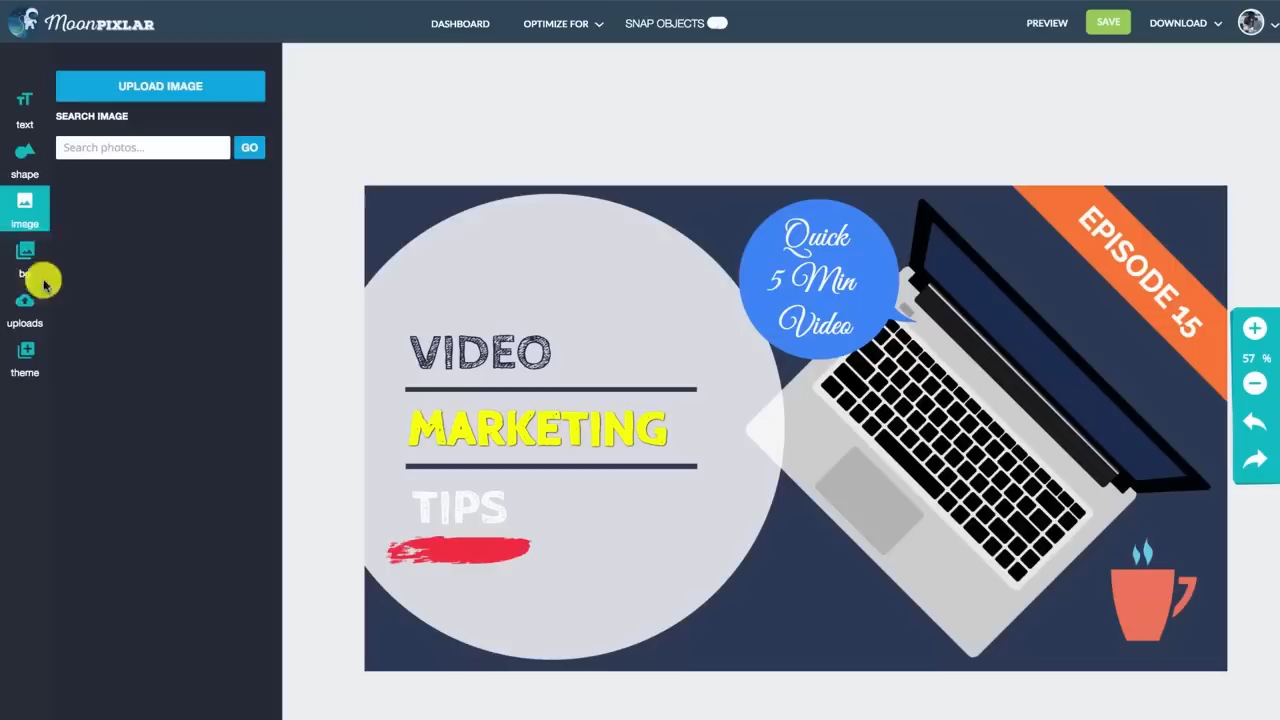 MoonPIXLAR
DASHBOARD
OPTIMIZE FOR
SNAP OBJECTS
PREVIEW
SAVE
DOWNLOAD
text
shape
image
uploads
theme
UPLOAD IMAGE
SEARCH IMAGE
Search photos...
GO
VIDEO
MARKETING
TIPS
Quick
5 Min
Video
EPISODE 15
57 %